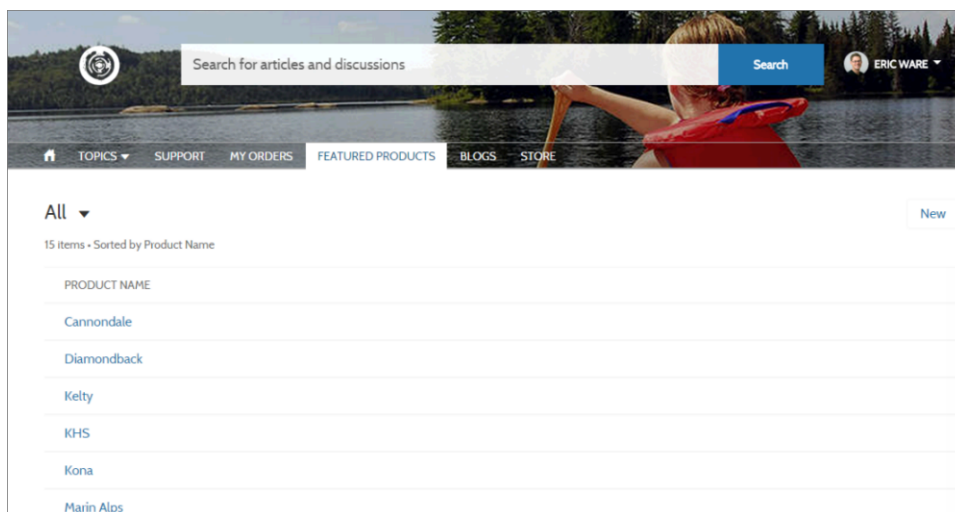 Search for articles and discussions
Search
ERIC WARE
TOPICS
SUPPORT
MY ORDERS
FEATURED PRODUCTS
BLOGS
STORE
All
New
15 items • Sorted by Product Name
PRODUCT NAME
Cannondale
Diamondback
Kelty
KHS
Kona
Marin Alps